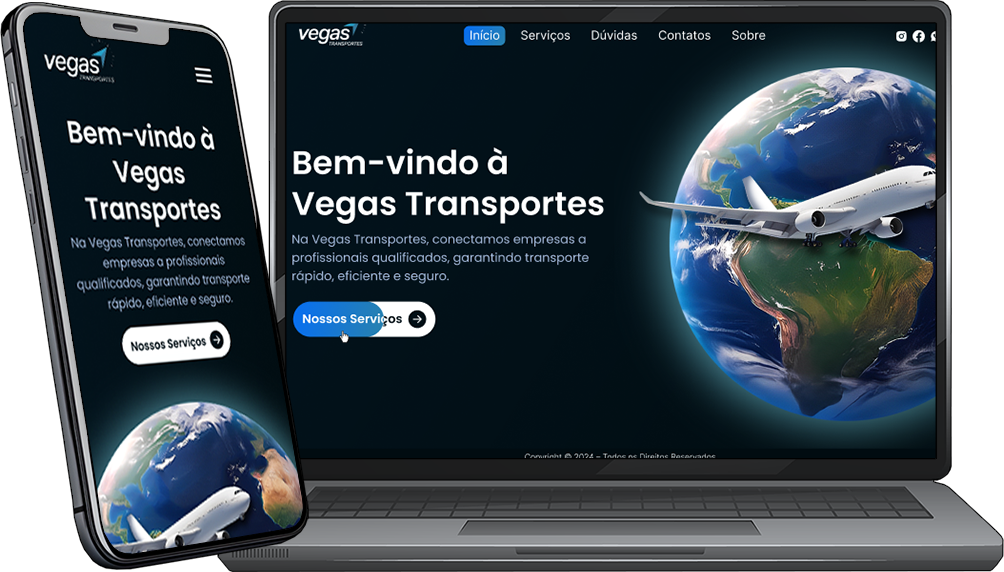 vegas
TRANSPORTES
Bem-vindo à
Vegas
Transportes
Na Vegas Transportes, conectamos
empresas a profissionais
qualificados, garantindo transporte
rápido, eficiente e seguro.
Nossos Serviços
vegas
TRANSPORTES
Início Serviços Dúvidas Contatos Sobre
Bem-vindo à
Vegas Transportes
Na Vegas Transportes, conectamos empresas a
profissionais qualificados, garantindo transporte
rápido, eficiente e seguro.
Nossos Serviços
Copyright © 2024 – Todos os Direitos Reservados